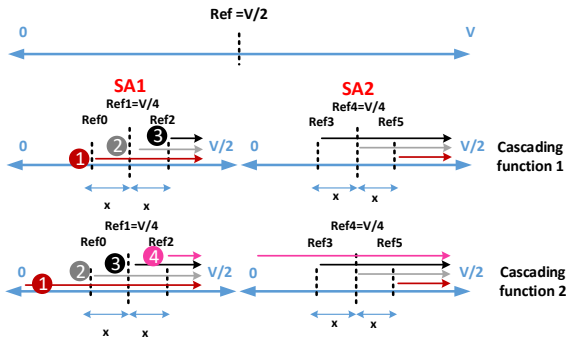 Ref =V/2
0
V
SA1
SA2
Ref1=V/4
Ref4=V/4
Ref0
3
Ref2
Ref3
Ref5
1
2
0
V/2
0
V/2
Cascading
function 1
x
x
x
x
Ref1=V/4
Ref4=V/4
Ref0
Ref2
Ref3
Ref5
0
1
2
3
4
V/2
0
V/2
Cascading
function 2
x
x
x
x